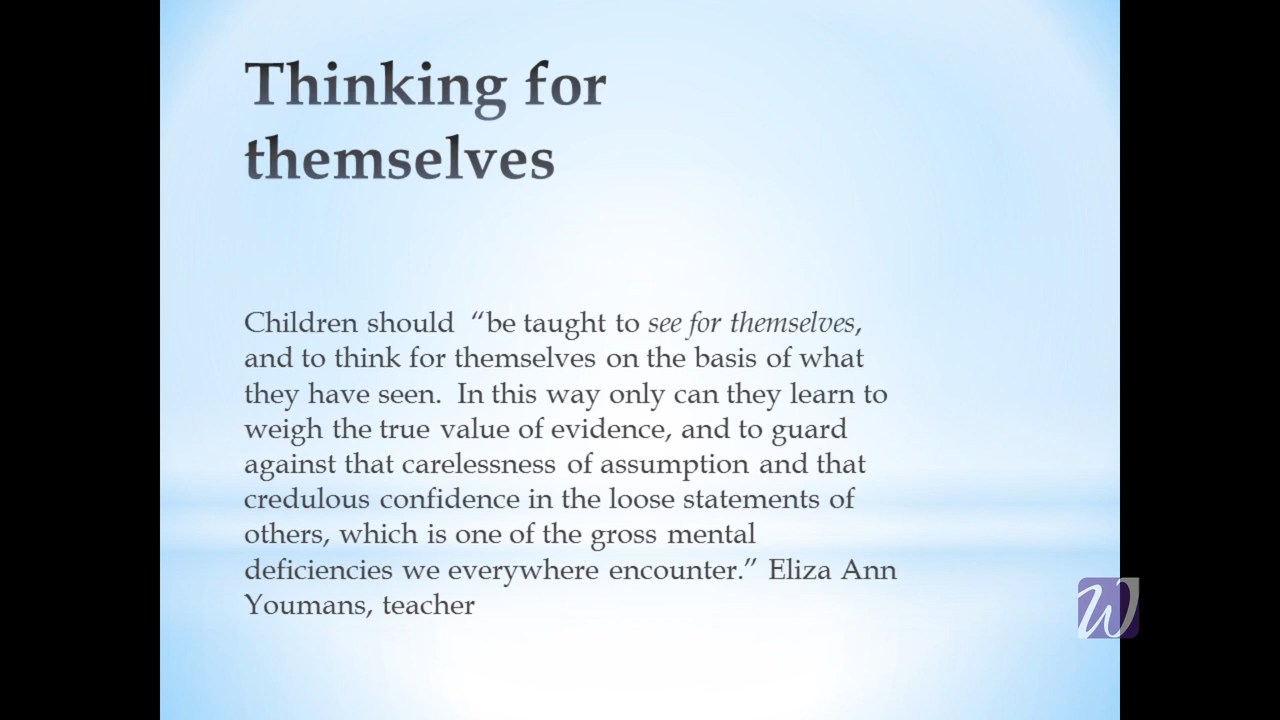 Thinking for
themselves
Children should  “be taught to see for themselves,
and to think for themselves on the basis of what
they have seen.  In this way only can they learn to
weigh the true value of evidence, and to guard
against that carelessness of assumption and that
credulous confidence in the loose statements of
others, which is one of the gross mental
deficiencies we everywhere encounter.” Eliza Ann
Youmans, teacher
W